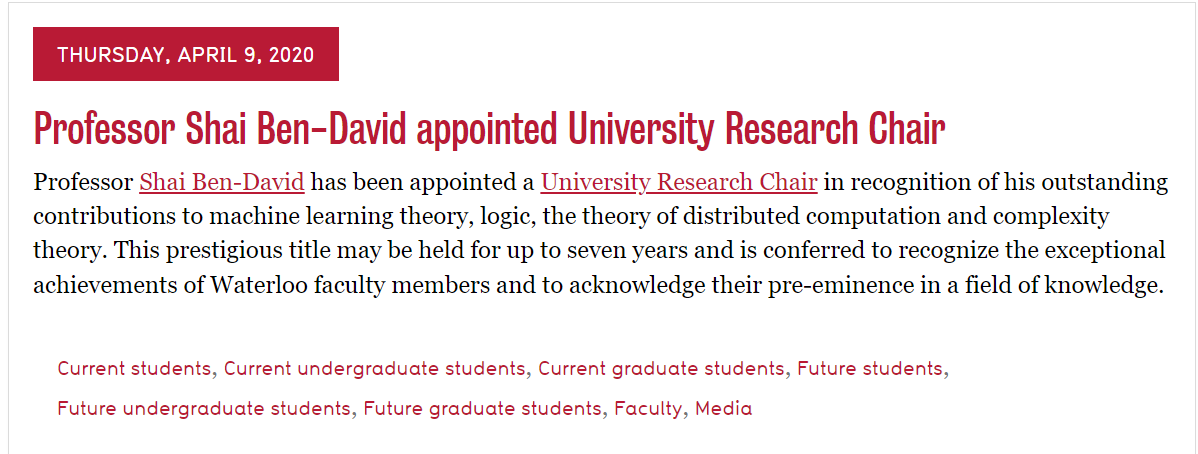 THURSDAY, APRIL 9, 2020
Professor Shai Ben-David appointed University Research Chair
Professor Shai Ben-David has been appointed a University Research Chair in recognition of his outstanding
contributions to machine learning theory, logic, the theory of distributed computation and complexity
theory. This prestigious title may be held for up to seven years and is conferred to recognize the exceptional
achievements of Waterloo faculty members and to acknowledge their pre-eminence in a field of knowledge.
Current students, Current undergraduate students, Current graduate students, Future students,
Future undergraduate students, Future graduate students, Faculty, Media